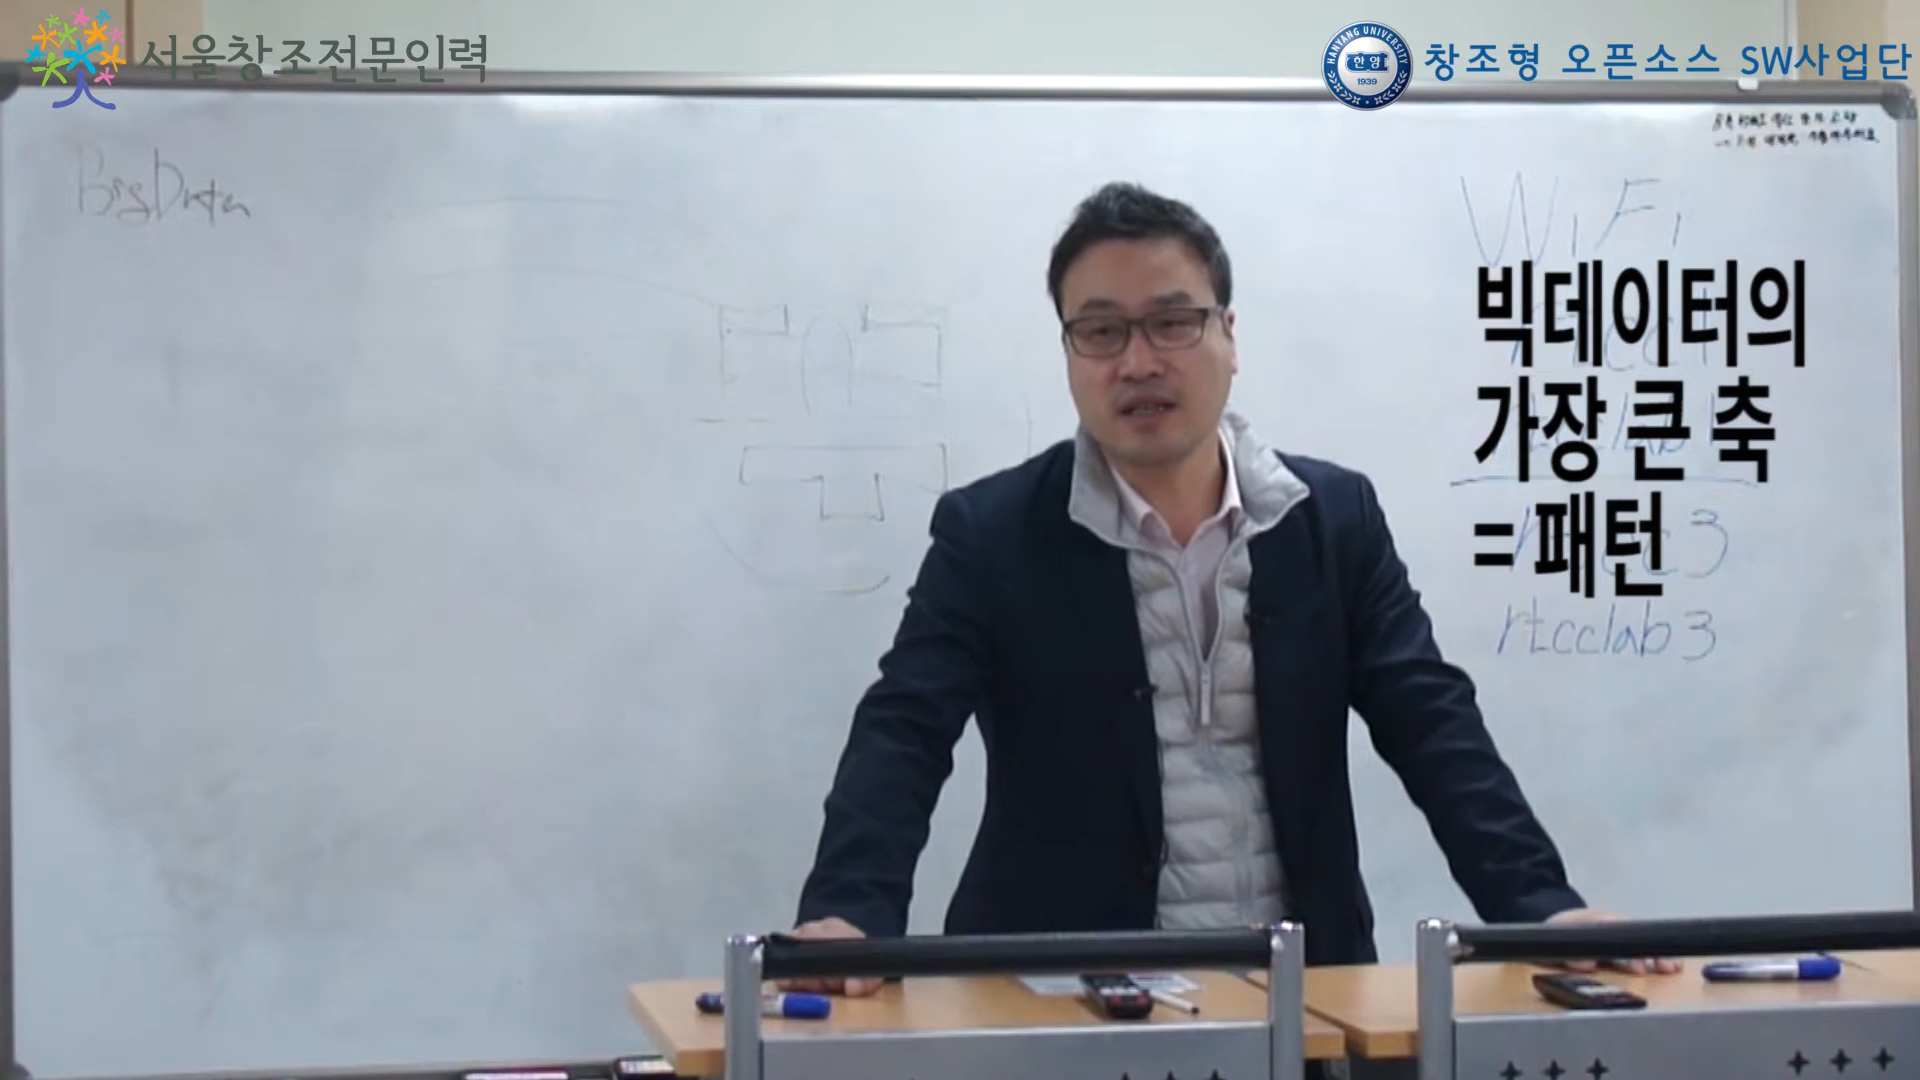 서울창조전문인력
HANYANG UNIVERSITY
한양
1939
창조형 오픈소스 SW사업단
BigData
WiFi
빅데이터의
가장 큰 축
= 패턴
rtcclab3